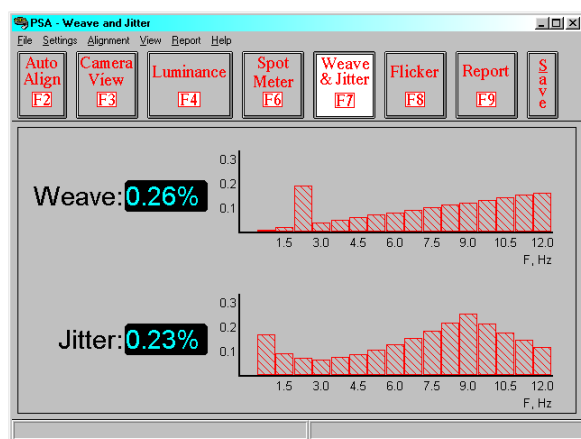 PSA - Weave and Jitter
File Settings Alignment View Report Help
Auto Align F2
Camera View F3
Luminance F4
Spot Meter F6
Weave & Jitter F7
Flicker F8
Report F9
Save
Weave: 0.26%
0.3
0.2
0.1
1.5 3.0 4.5 6.0 7.5 9.0 10.5 12.0
F, Hz
Jitter: 0.23%
0.3
0.2
0.1
1.5 3.0 4.5 6.0 7.5 9.0 10.5 12.0
F, Hz